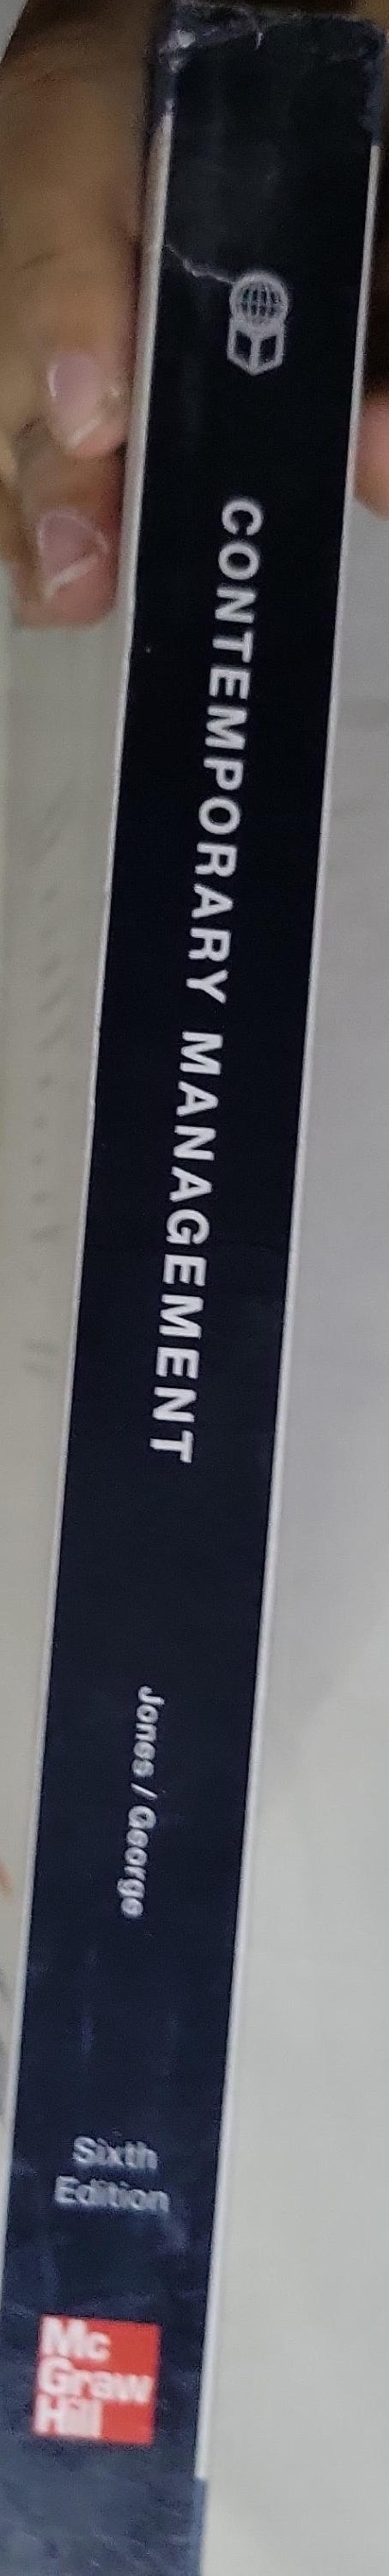 CONTEMPORARY MANAGEMENT
Jones / George
Sixth
Edition
Mc
Graw
Hill